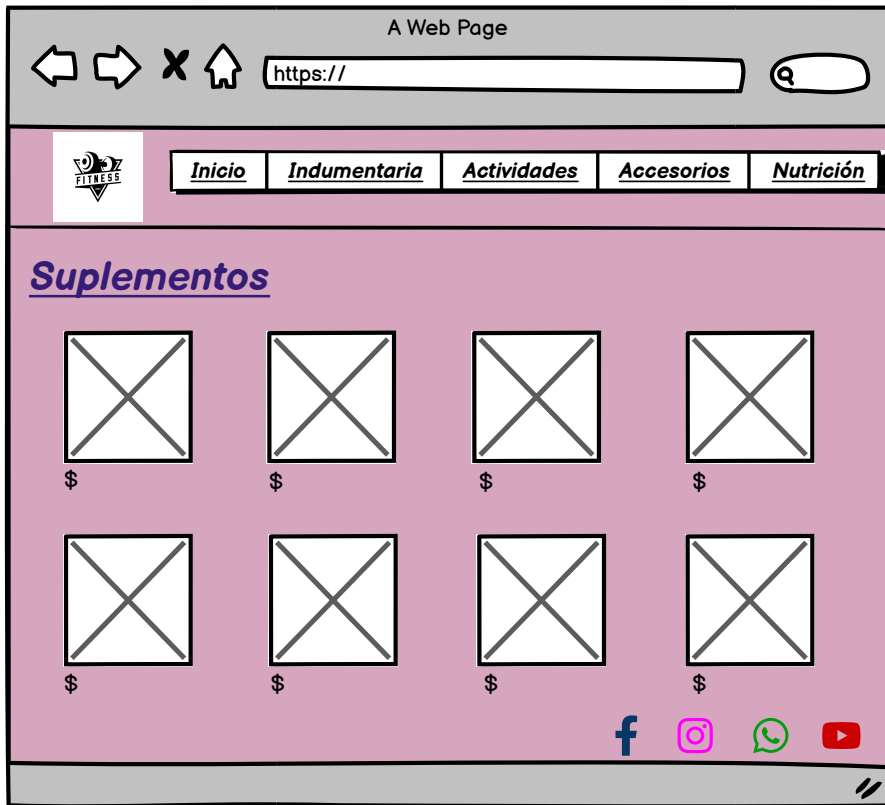 A Web Page
https://
FITNESS
Inicio Indumentaria Actividades Accesorios Nutrición
Suplementos
$ $ $ $
$ $ $ $